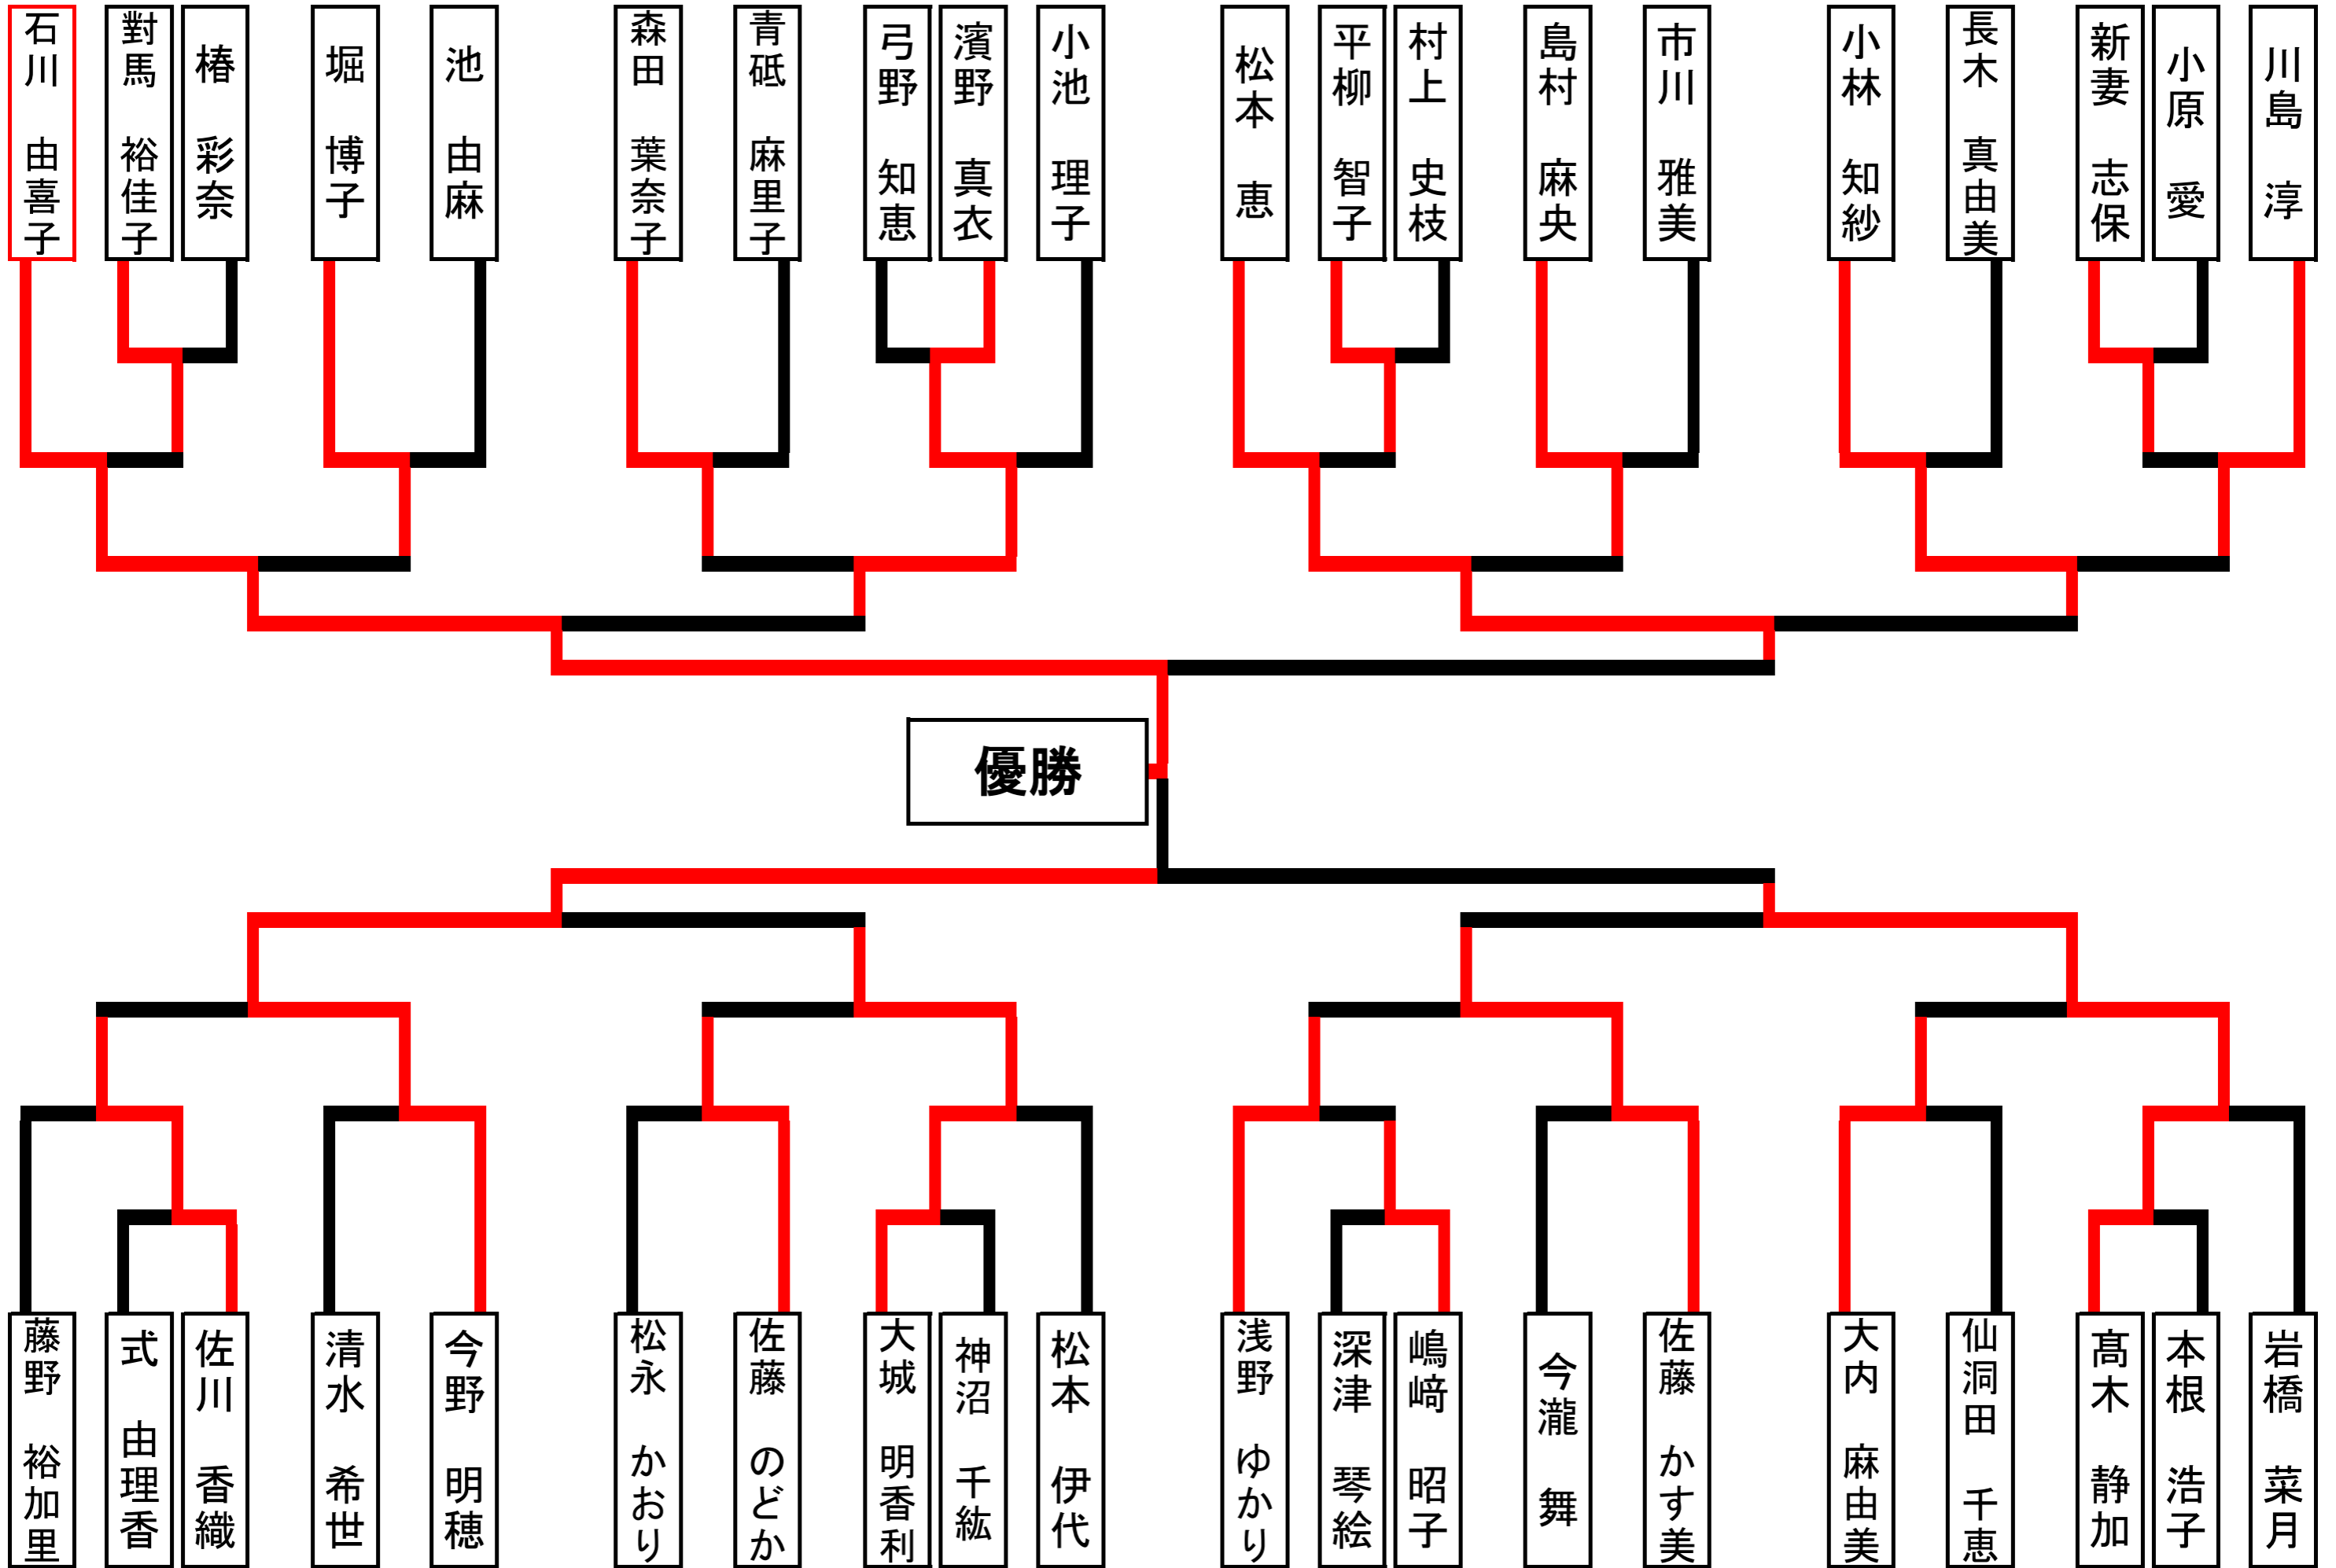 石川　由喜子
對馬　裕佳子
椿　彩奈
堀　博子
池　由麻
森田　葉奈子
青砥　麻里子
弓野　知恵
濱野　真衣
小池　理子
松本　恵
平柳　智子
村上　史枝
島村　麻央
市川　雅美
小林　知紗
長木　真由美
新妻　志保
小原　愛
川島　淳
優勝
藤野　裕加里
式　由理香
佐川　香織
清水　希世
今野　明穂
松永　かおり
佐藤　のどか
大城　明香利
神沼　千紘
松本　伊代
浅野　ゆかり
深津　琴絵
嶋﨑　昭子
今瀧　舞
佐藤　かす美
大内　麻由美
仙洞田　千恵
髙木　静加
本根　浩子
岩橋　菜月